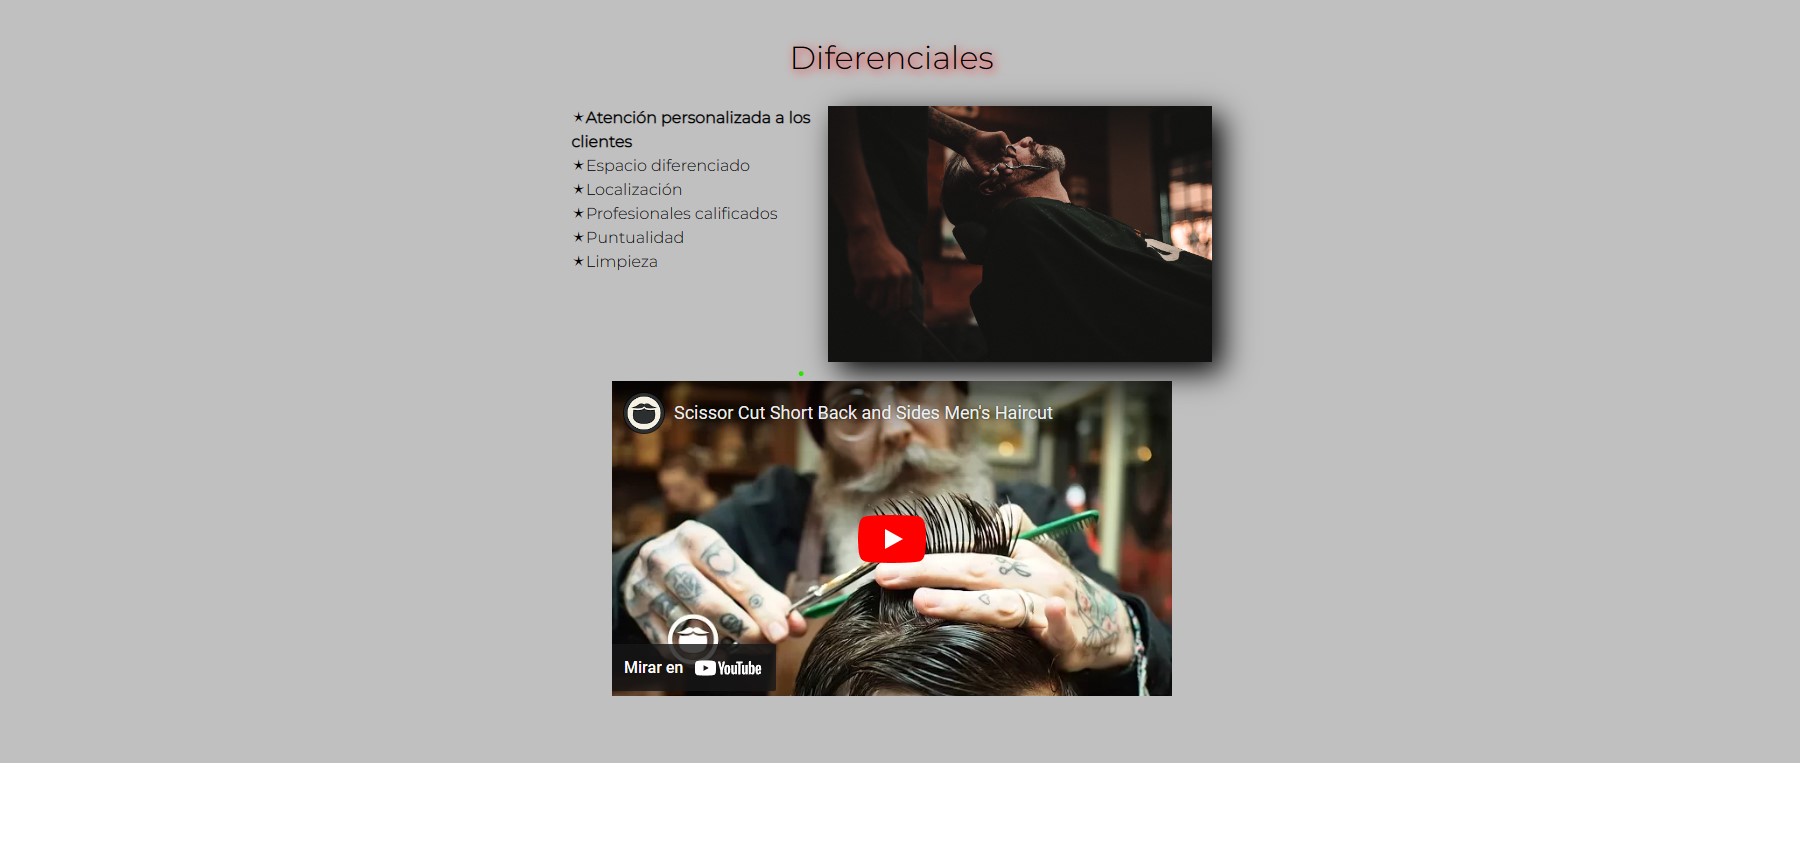 Diferenciales
★Atención personalizada a los
clientes
★Espacio diferenciado
★Localización
★Profesionales calificados
★Puntualidad
★Limpieza
Scissor Cut Short Back and Sides Men's Haircut
Mirar en YouTube